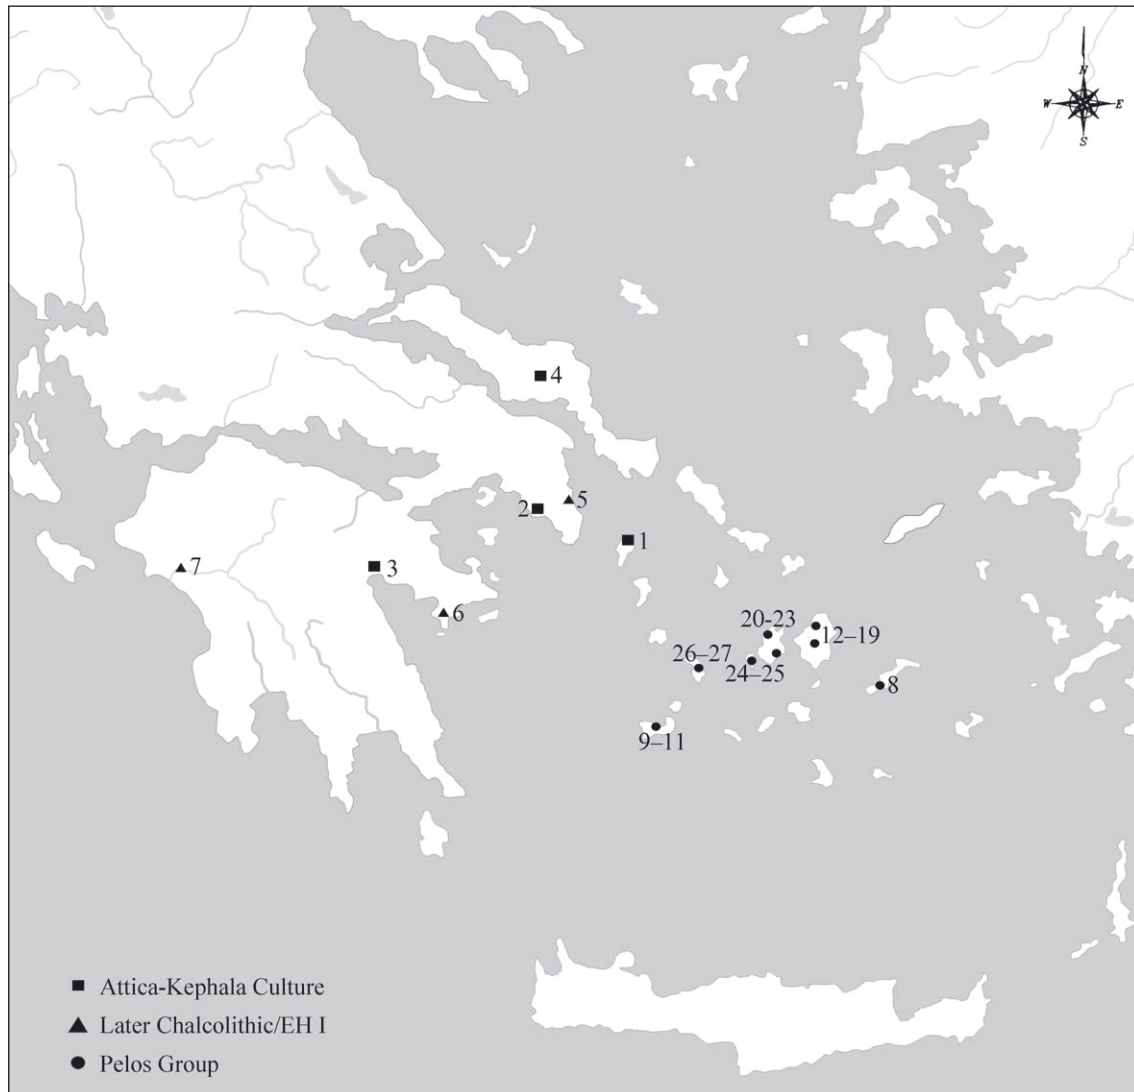 N
W E
S
4
5
2
1
3
7
6
20-23
12–19
26–27
24–25
8
9–11
Attica-Kephala Culture
Later Chalcolithic/EH I
Pelos Group